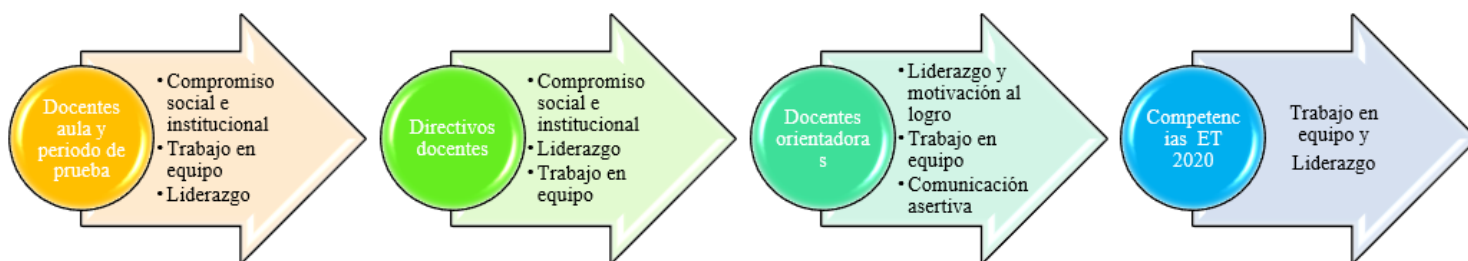 Docentes
aula y
periodo de
prueba
• Compromiso
social e
institucional
• Trabajo en
equipo
• Liderazgo
Directivos
docentes
• Compromiso
social e
institucional
• Liderazgo
• Trabajo en
equipo
Docentes
orientadora
s
• Liderazgo y
motivación al
logro
• Trabajo en
equipo
• Comunicación
asertiva
Competenc
ias ET
2020
Trabajo en
equipo y
Liderazgo